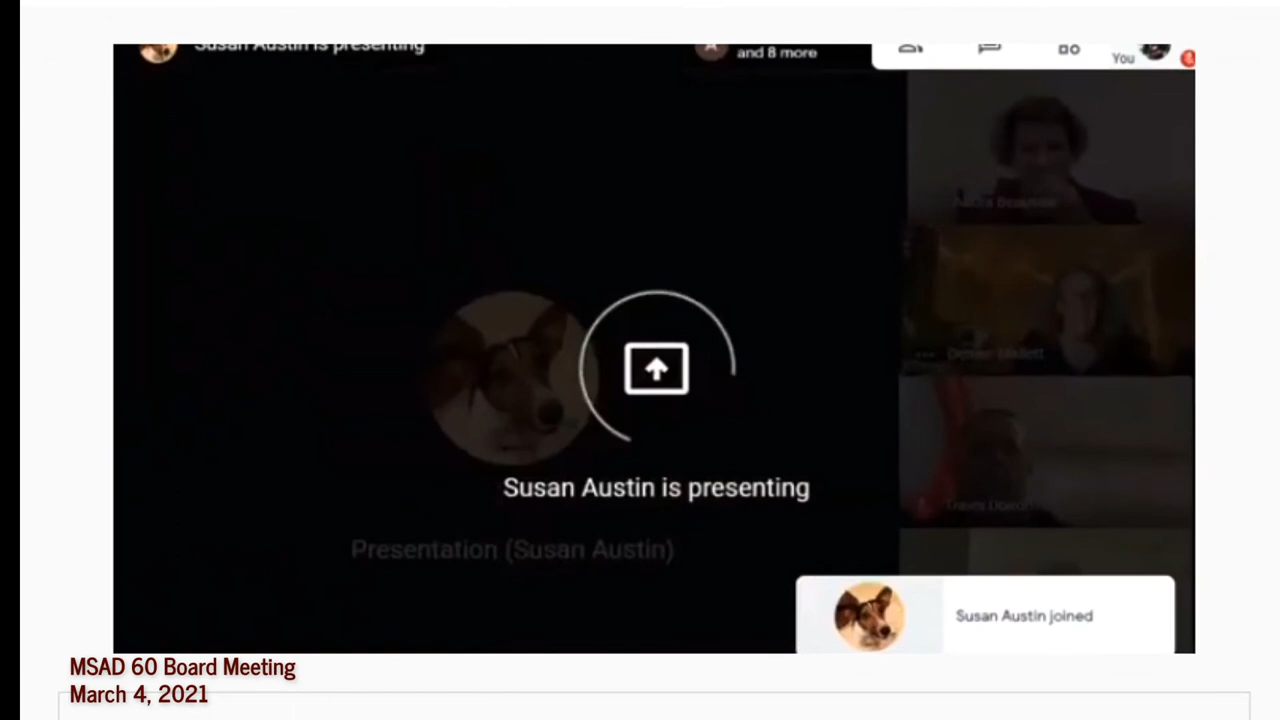 Susan Austin is presenting
A
and 8 more
You
Susan Austin is presenting
Presentation (Susan Austin)
Susan Austin joined
MSAD 60 Board Meeting
March 4, 2021